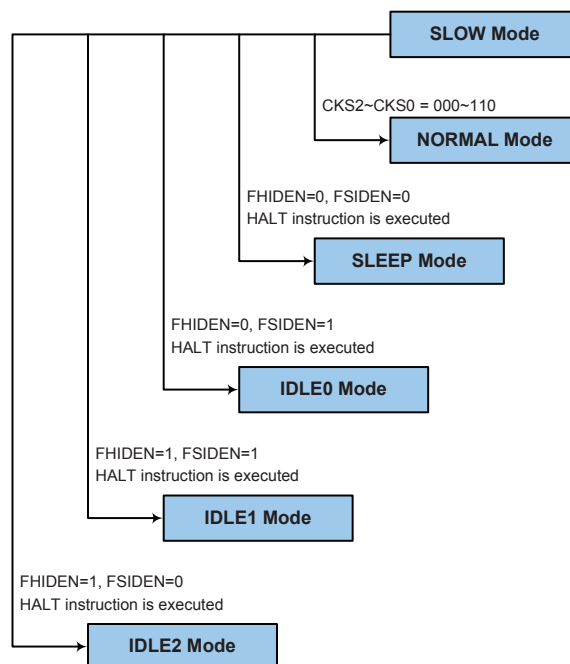 SLOW Mode
CKS2~CKS0 = 000~110
NORMAL Mode
FHIDEN=0, FSIDEN=0
HALT instruction is executed
SLEEP Mode
FHIDEN=0, FSIDEN=1
HALT instruction is executed
IDLE0 Mode
FHIDEN=1, FSIDEN=1
HALT instruction is executed
IDLE1 Mode
FHIDEN=1, FSIDEN=0
HALT instruction is executed
IDLE2 Mode